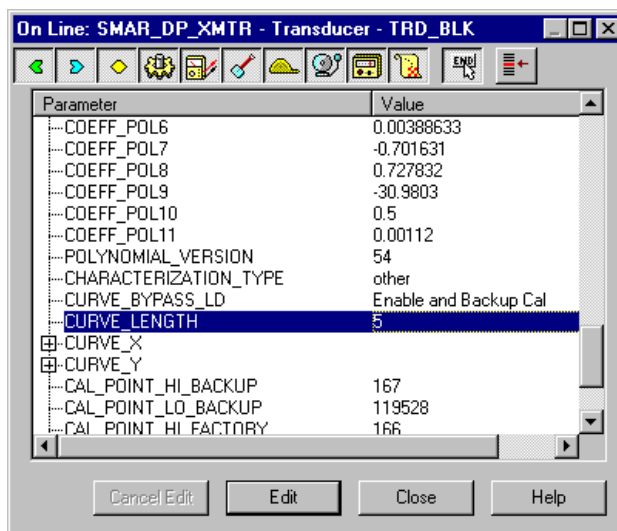 On Line: SMAR_DP_XMTR - Transducer - TRD_BLK
END!
Parameter Value
COEFF_POL6 0.00388633
COEFF_POL7 -0.701631
COEFF_POL8 0.727832
COEFF_POL9 -30.9803
COEFF_POL10 0.5
COEFF_POL11 0.00112
POLYNOMIAL_VERSION 54
CHARACTERIZATION_TYPE other
CURVE_BYPASS_LD Enable and Backup Cal
CURVE_LENGTH 5
CURVE_X
CURVE_Y
CAL_POINT_HI_BACKUP 167
CAL_POINT_LO_BACKUP 119528
CAL_POINT_HI_FACTORY 166
Cancel Edit Edit Close Help